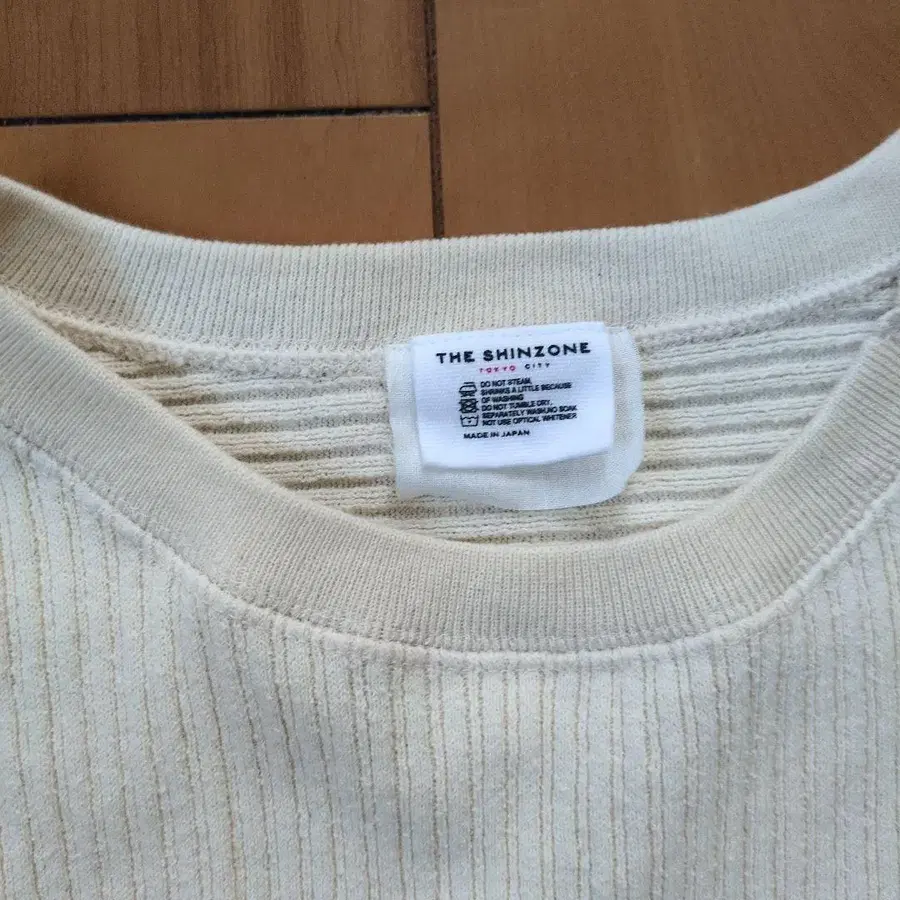 THE SHINZONE
TOKYO CITY
DO NOT STEAM,
SHRINKS A LITTLE BECAUSE
OF WASHING
DO NOT TUMBLE DRY,
SEPARATELY WASH,NO SOAK
NOT USE OPTICAL WHITENER
MADE IN JAPAN